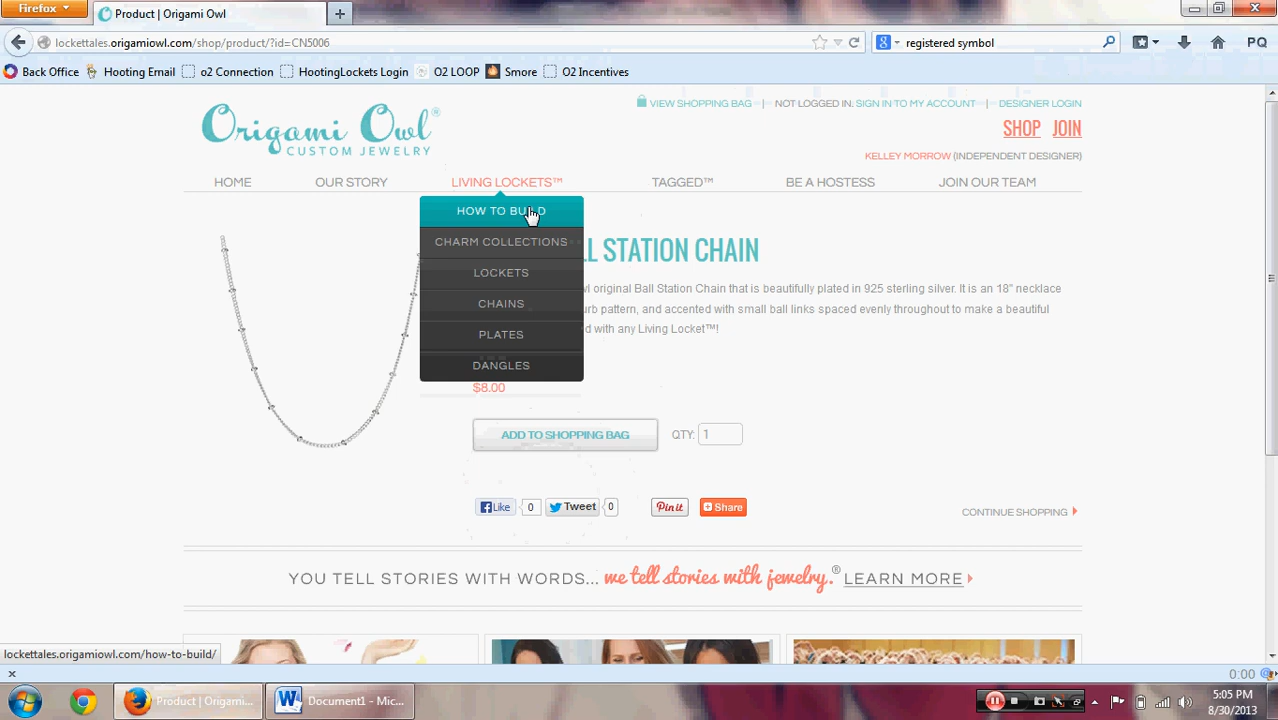 Firefox
Product | Origami Owl
lockettales.origamiowl.com/shop/product/?id=CN5006
registered symbol
PQ
Back Office
Hooting Email
o2 Connection
HootingLockets Login
O2 LOOP
Smore
O2 Incentives
Origami Owl®
CUSTOM JEWELRY
VIEW SHOPPING BAG | NOT LOGGED IN. SIGN IN TO MY ACCOUNT | DESIGNER LOGIN
SHOP JOIN
KELLEY MORROW (INDEPENDENT DESIGNER)
HOME
OUR STORY
LIVING LOCKETS™
TAGGED™
BE A HOSTESS
JOIN OUR TEAM
HOW TO BUILD
CHARM COLLECTIONS
LOCKETS
CHAINS
PLATES
DANGLES
STATION CHAIN
original Ball Station Chain that is beautifully plated in 925 sterling silver. It is an 18" necklace
pattern, and accented with small ball links spaced evenly throughout to make a beautiful
with any Living Locket™!
$8.00
ADD TO SHOPPING BAG
QTY: 1
Like 0
Tweet 0
Pin it
Share
CONTINUE SHOPPING
YOU TELL STORIES WITH WORDS... we tell stories with jewelry.® LEARN MORE
lockettales.origamiowl.com/how-to-build/
0:00
Product | Origami...
Document1 - Mic...
5:05 PM
8/30/2013